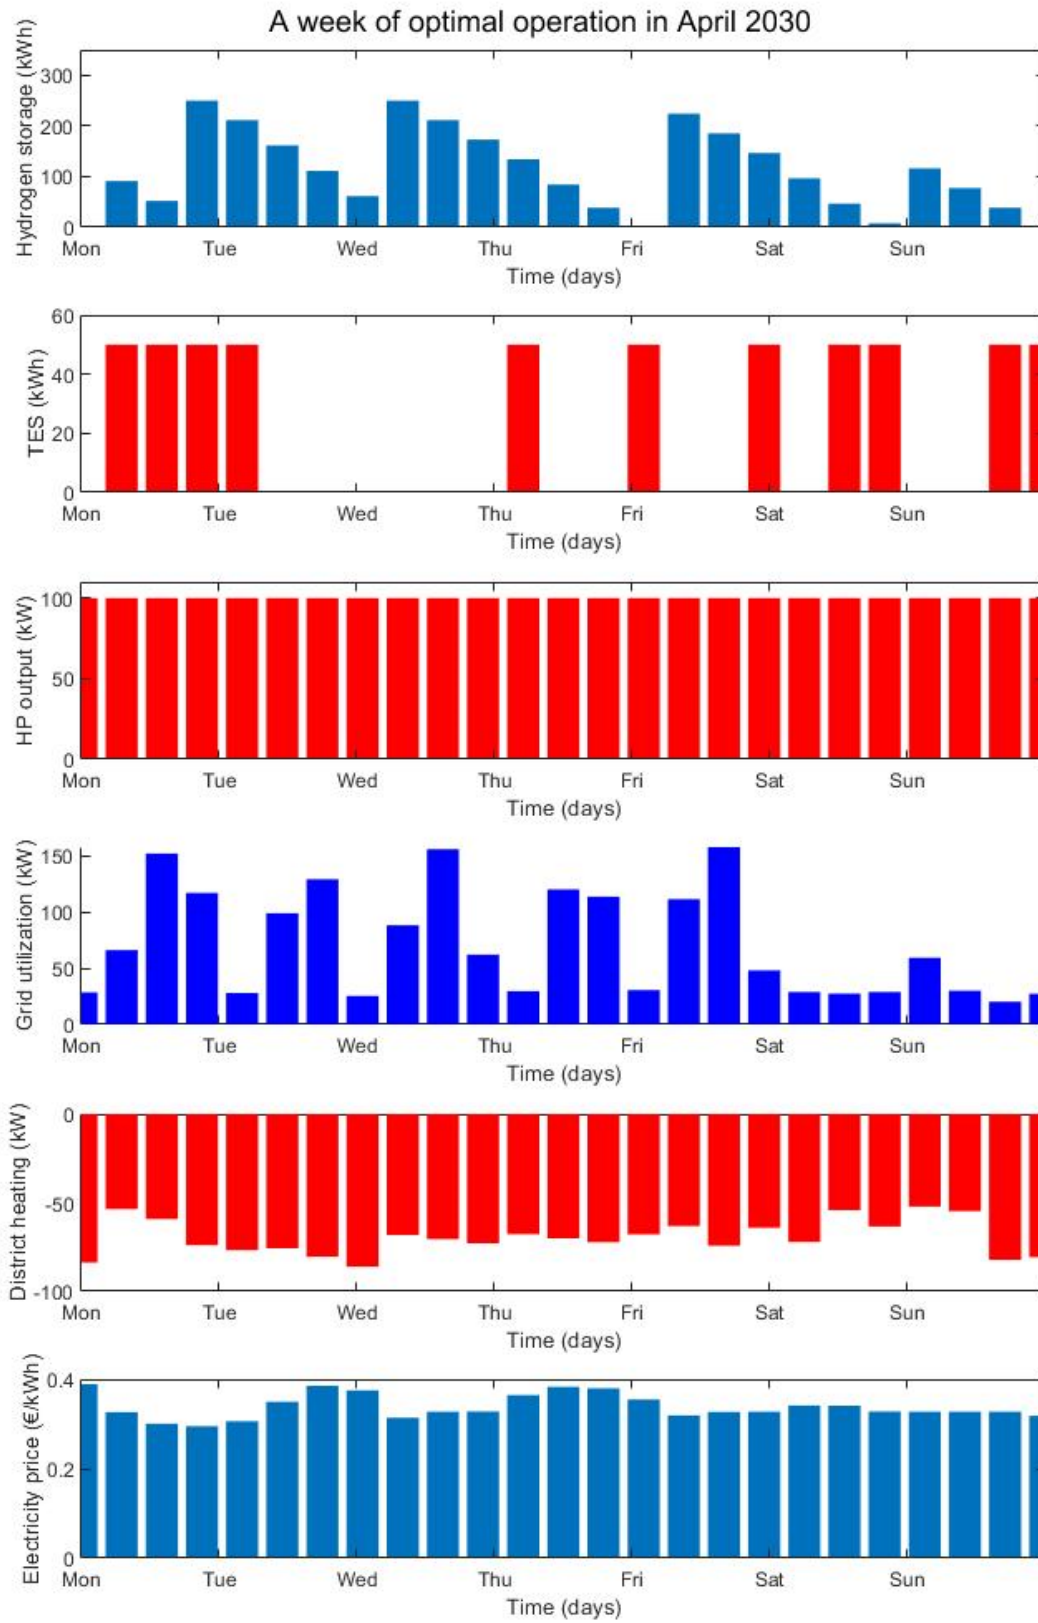 A week of optimal operation in April 2030
Hydrogen storage (kWh)
300
200
100
0
Mon Tue Wed Thu Fri Sat Sun
Time (days)
TES (kWh)
60
40
20
0
Mon Tue Wed Thu Fri Sat Sun
Time (days)
HP output (kW)
100
50
0
Mon Tue Wed Thu Fri Sat Sun
Time (days)
Grid utilization (kW)
150
100
50
0
Mon Tue Wed Thu Fri Sat Sun
Time (days)
District heating (kW)
0
-50
-100
Mon Tue Wed Thu Fri Sat Sun
Time (days)
Electricity price (€/kWh)
0.4
0.2
0
Mon Tue Wed Thu Fri Sat Sun
Time (days)